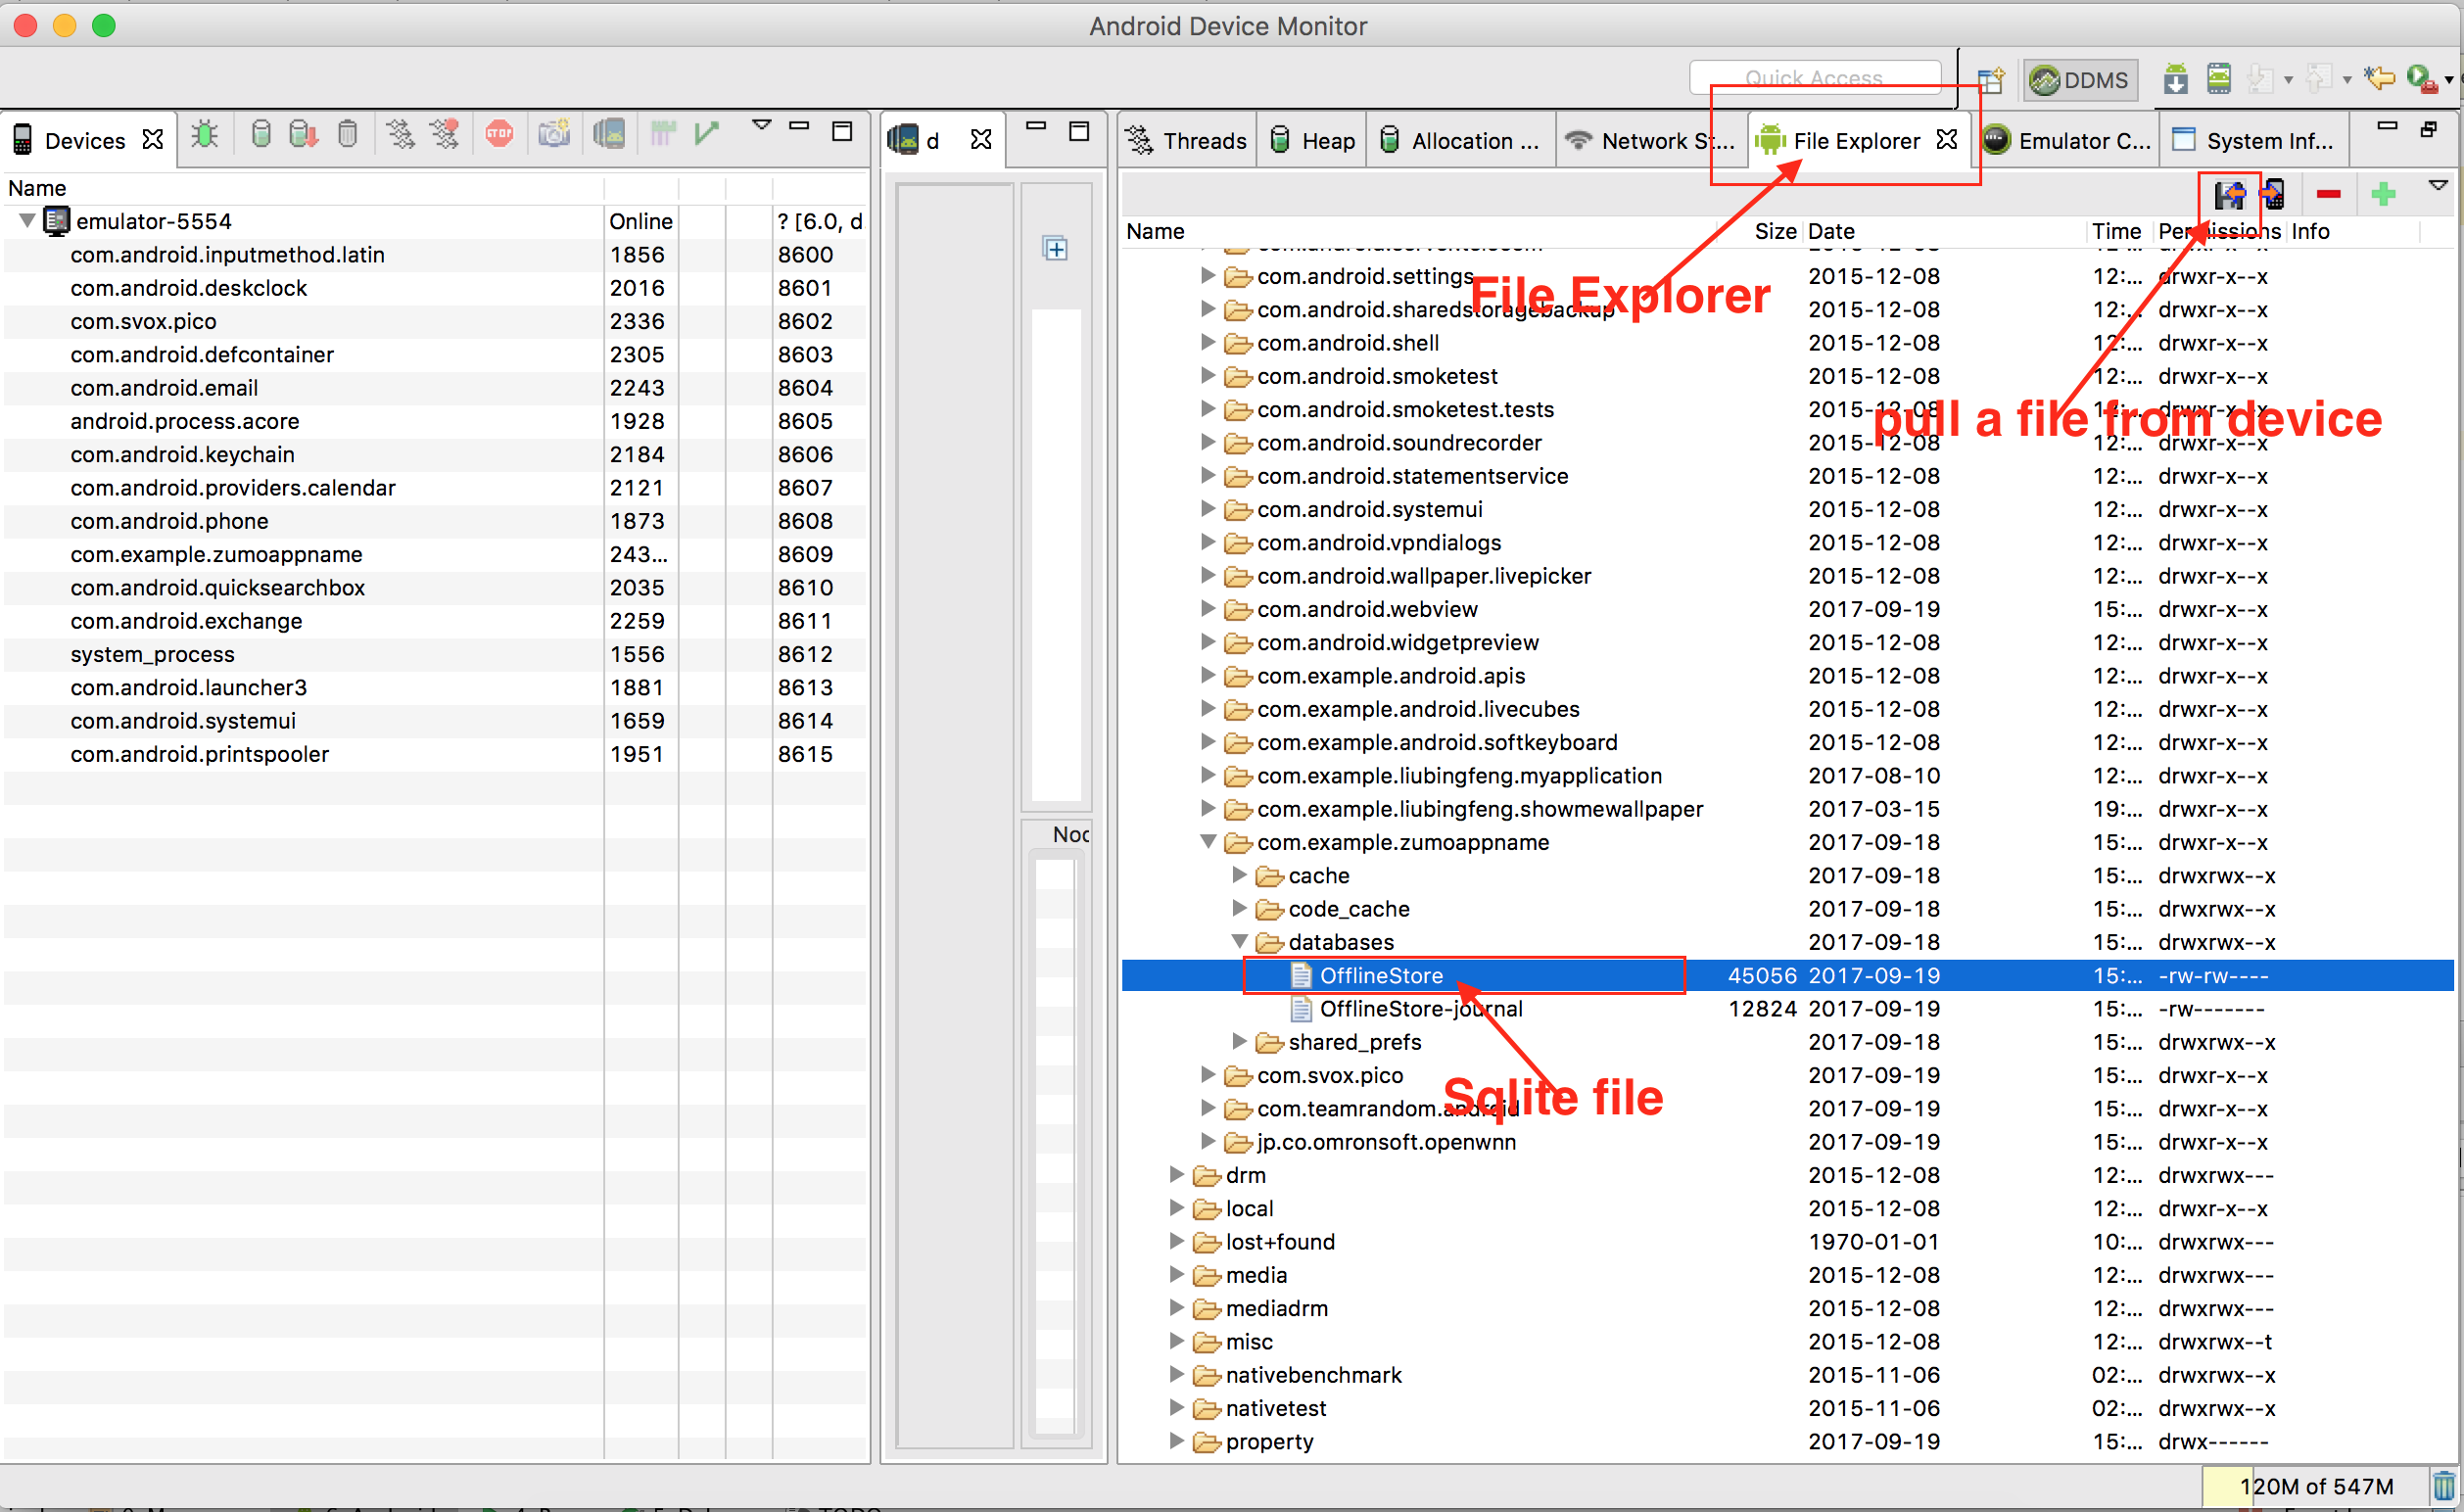 Android Device Monitor
Quick Access
DDMS
Devices
d
Threads
Heap
Allocation ...
Network S...
File Explorer
Emulator C...
System Inf...
Name
emulator-5554 Online ? [6.0, d
com.android.inputmethod.latin 1856 8600
com.android.deskclock 2016 8601
com.svox.pico 2336 8602
com.android.defcontainer 2305 8603
com.android.email 2243 8604
android.process.acore 1928 8605
com.android.keychain 2184 8606
com.android.providers.calendar 2121 8607
com.android.phone 1873 8608
com.example.zumoappname 243... 8609
com.android.quicksearchbox 2035 8610
com.android.exchange 2259 8611
system_process 1556 8612
com.android.launcher3 1881 8613
com.android.systemui 1659 8614
com.android.printspooler 1951 8615
Noc
Name Size Date Time Permissions Info
com.android.settings 2015-12-08 12:... drwxr-x--x
com.android.sharedstoragebackup 2015-12-08 12:... drwxr-x--x
com.android.shell 2015-12-08 12:... drwxr-x--x
com.android.smoketest 2015-12-08 12:... drwxr-x--x
com.android.smoketest.tests 2015-12-08 12:... drwxr-x--x
com.android.soundrecorder 2015-12-08 12:... drwxr-x--x
com.android.statementservice 2015-12-08 12:... drwxr-x--x
com.android.systemui 2015-12-08 12:... drwxr-x--x
com.android.vpndialogs 2015-12-08 12:... drwxr-x--x
com.android.wallpaper.livepicker 2015-12-08 12:... drwxr-x--x
com.android.webview 2017-09-19 15:... drwxr-x--x
com.android.widgetpreview 2015-12-08 12:... drwxr-x--x
com.example.android.apis 2015-12-08 12:... drwxr-x--x
com.example.android.livecubes 2015-12-08 12:... drwxr-x--x
com.example.android.softkeyboard 2015-12-08 12:... drwxr-x--x
com.example.liubingfeng.myapplication 2017-08-10 12:... drwxr-x--x
com.example.liubingfeng.showmewallpaper 2017-03-15 19:... drwxr-x--x
com.example.zumoappname 2017-09-18 15:... drwxr-x--x
cache 2017-09-18 15:... drwxrwx--x
code_cache 2017-09-18 15:... drwxrwx--x
databases 2017-09-18 15:... drwxrwx--x
OfflineStore 45056 2017-09-19 15:... -rw-rw----
OfflineStore-journal 12824 2017-09-19 15:... -rw-------
shared_prefs 2017-09-18 15:... drwxrwx--x
com.svox.pico 2017-09-19 15:... drwxr-x--x
com.teamrandom.android 2017-09-19 15:... drwxr-x--x
jp.co.omronsoft.openwnn 2017-09-19 15:... drwxr-x--x
drm 2015-12-08 12:... drwxrwx---
local 2015-12-08 12:... drwxr-x--x
lost+found 1970-01-01 10:... drwxrwx---
media 2015-12-08 12:... drwxrwx---
mediadrm 2015-12-08 12:... drwxrwx---
misc 2015-12-08 12:... drwxrwx--t
nativebenchmark 2015-11-06 02:... drwxrwx--x
nativetest 2015-11-06 02:... drwxrwx--x
property 2017-09-19 15:... drwx------
File Explorer
pull a file from device
Sqlite file
120M of 547M